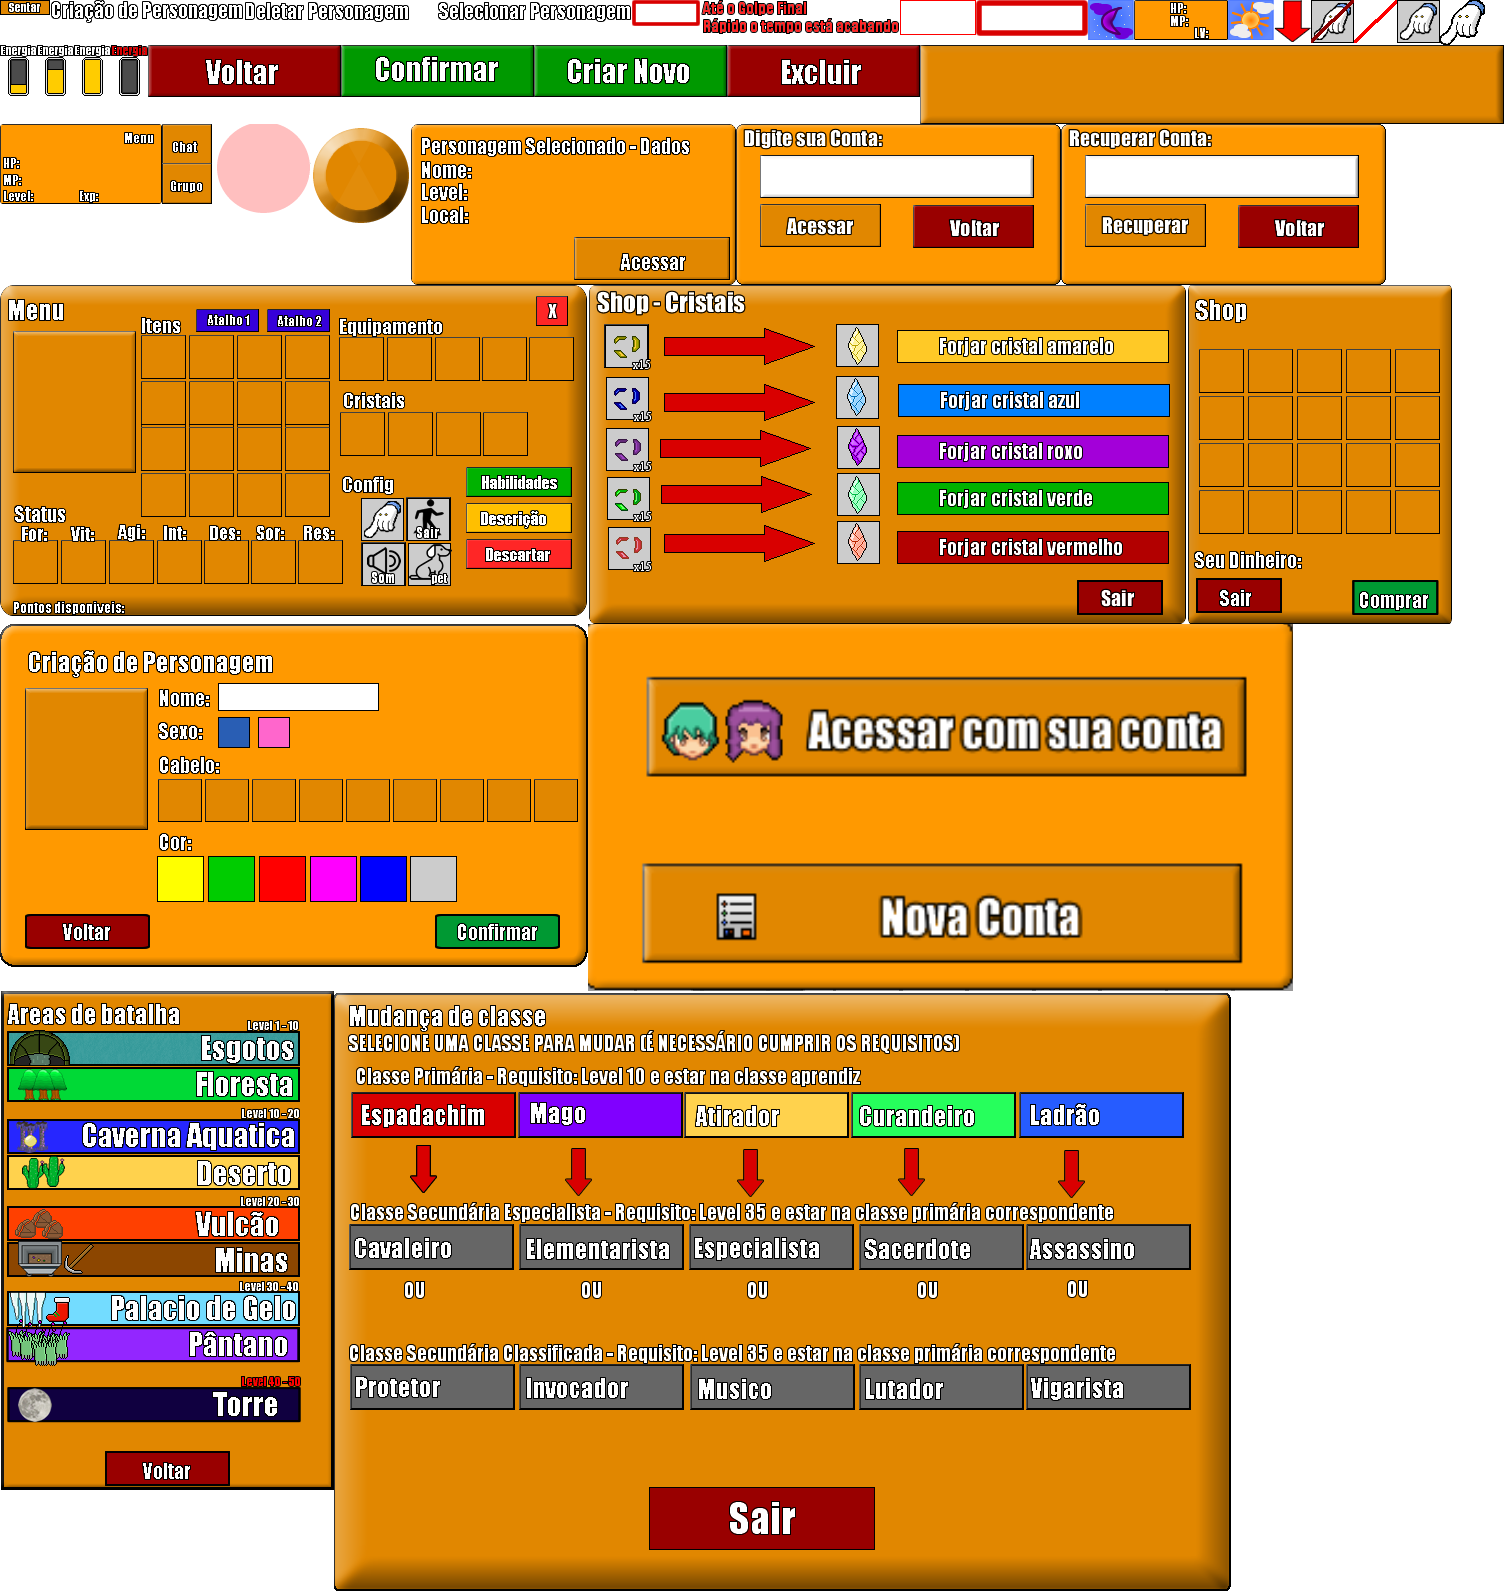 Sentar
Criação de Personagem
Deletar Personagem
Selecionar Personagem
Até o Golpe Final
Rápido o tempo está acabando
HP:
MP:
LV:
Energia
Energia
Energia
Energia
Voltar
Confirmar
Criar Novo
Excluir
Menu
HP:
MP:
Level:
Exp:
Chat
Grupo
Personagem Selecionado - Dados
Nome:
Level:
Local:
Acessar
Digite sua Conta:
Acessar
Voltar
Recuperar Conta:
Recuperar
Voltar
Menu
Itens
Atalho 1
Atalho 2
X
Equipamento
Cristais
Config
Sair
Som
pet
Habilidades
Descrição
Descartar
Status
For:
Vit:
Agi:
Int:
Des:
Sor:
Res:
Pontos disponiveis:
Shop - Cristais
x15
Forjar cristal amarelo
x15
Forjar cristal azul
x15
Forjar cristal roxo
x15
Forjar cristal verde
x15
Forjar cristal vermelho
Sair
Shop
Seu Dinheiro:
Sair
Comprar
Criação de Personagem
Nome:
Sexo:
Cabelo:
Cor:
Voltar
Confirmar
Acessar com sua conta
Nova Conta
Areas de batalha
Level 1 - 10
Esgotos
Floresta
Level 10 - 20
Caverna Aquatica
Deserto
Level 20 - 30
Vulcão
Minas
Level 30 - 40
Palacio de Gelo
Pântano
Level 40 - 50
Torre
Voltar
Mudança de classe
SELECIONE UMA CLASSE PARA MUDAR (É NECESSÁRIO CUMPRIR OS REQUISITOS)
Classe Primária - Requisito: Level 10 e estar na classe aprendiz
Espadachim
Mago
Atirador
Curandeiro
Ladrão
Classe Secundária Especialista - Requisito: Level 35 e estar na classe primária correspondente
Cavaleiro
Elementarista
Especialista
Sacerdote
Assassino
OU
OU
OU
OU
OU
Classe Secundária Classificada - Requisito: Level 35 e estar na classe primária correspondente
Protetor
Invocador
Musico
Lutador
Vigarista
Sair